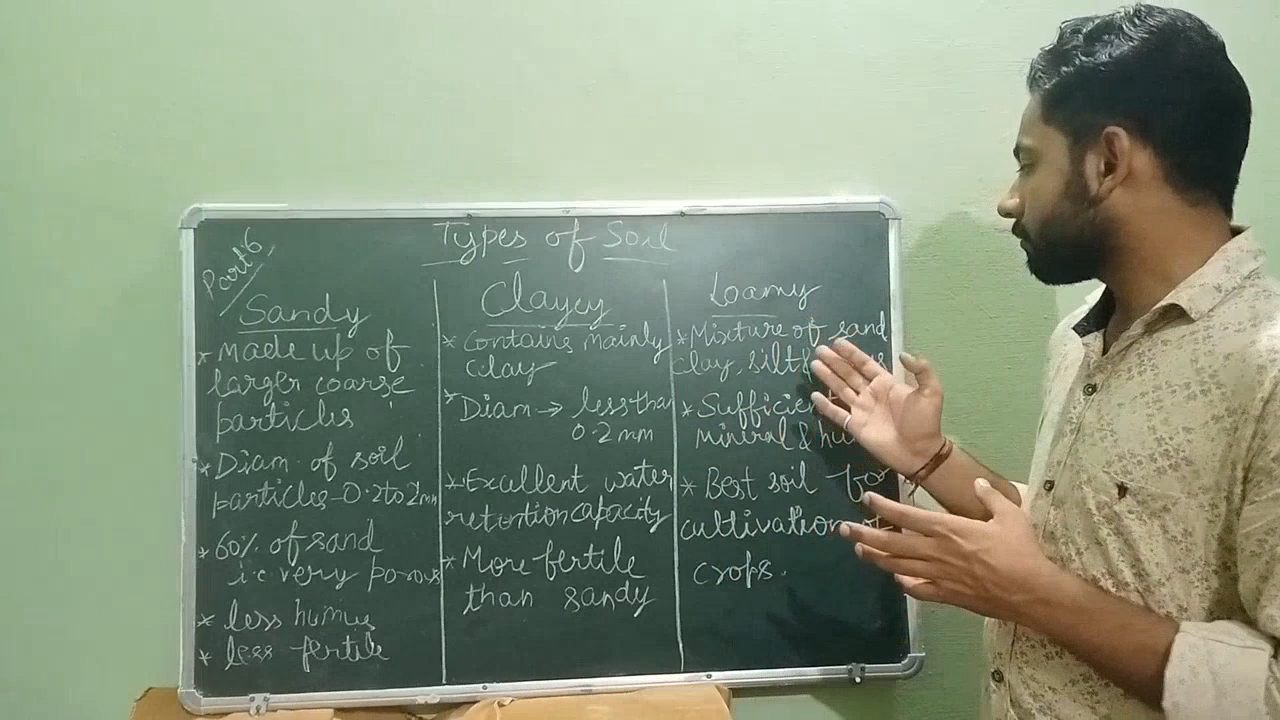 Part 6
Types of Soil
Sandy
* Made up of
larger coarse
particles
* Diam. of soil
particles-0.2 to 2mm
* 60% of sand
i.e very porous
* less humus
* less fertile
Clayey
* Contains mainly
clay
* Diam → less than
0.2 mm
* Excellent water
retention capacity
* More fertile
than sandy
Loamy
* Mixture of sand
clay, silt &
* Sufficient
mineral &
* Best soil for
cultivation of
crops.